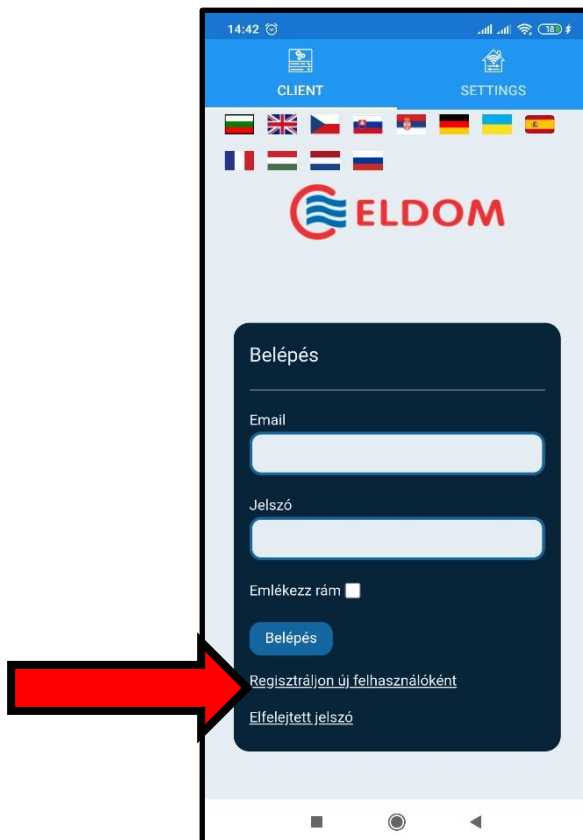 14:42
18
CLIENT
SETTINGS
ELDOM
Belépés
Email
Jelszó
Emlékezz rám
Belépés
Regisztráljon új felhasználóként
Elfelejtett jelszó